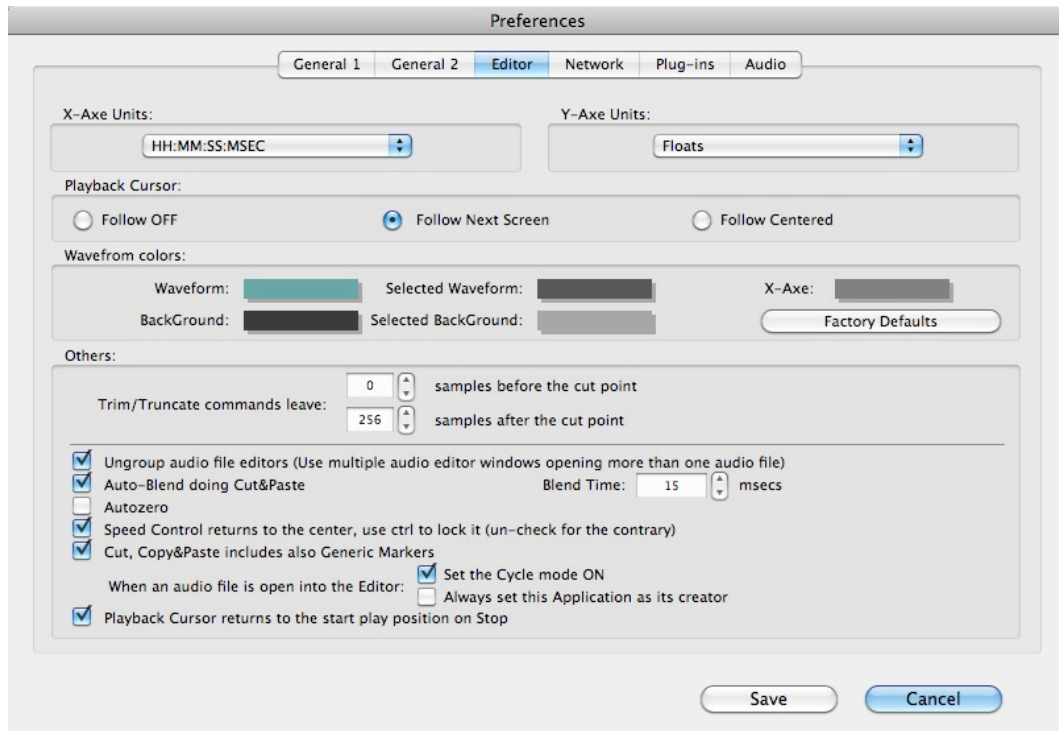 Preferences
General 1 General 2 Editor Network Plug-ins Audio
X-Axe Units: Y-Axe Units:
HH:MM:SS:MSEC Floats
Playback Cursor:
Follow OFF Follow Next Screen Follow Centered
Wavefrom colors:
Waveform: Selected Waveform: X-Axe:
BackGround: Selected BackGround: Factory Defaults
Others:
0 samples before the cut point
Trim/Truncate commands leave:
256 samples after the cut point
Ungroup audio file editors (Use multiple audio editor windows opening more than one audio file)
Auto-Blend doing Cut&Paste Blend Time: 15 msecs
Autozero
Speed Control returns to the center, use ctrl to lock it (un-check for the contrary)
Cut, Copy&Paste includes also Generic Markers
Set the Cycle mode ON
When an audio file is open into the Editor:
Always set this Application as its creator
Playback Cursor returns to the start play position on Stop
Save Cancel